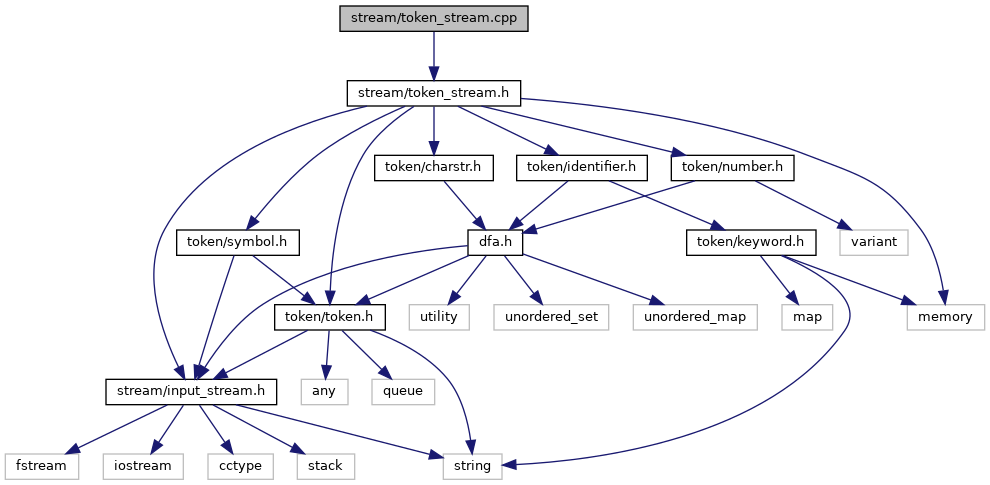 stream/token_stream.cpp
stream/token_stream.h
token/charstr.h
token/identifier.h
token/number.h
token/symbol.h
dfa.h
token/keyword.h
variant
token/token.h
utility
unordered_set
unordered_map
map
memory
stream/input_stream.h
any
queue
fstream
iostream
cctype
stack
string